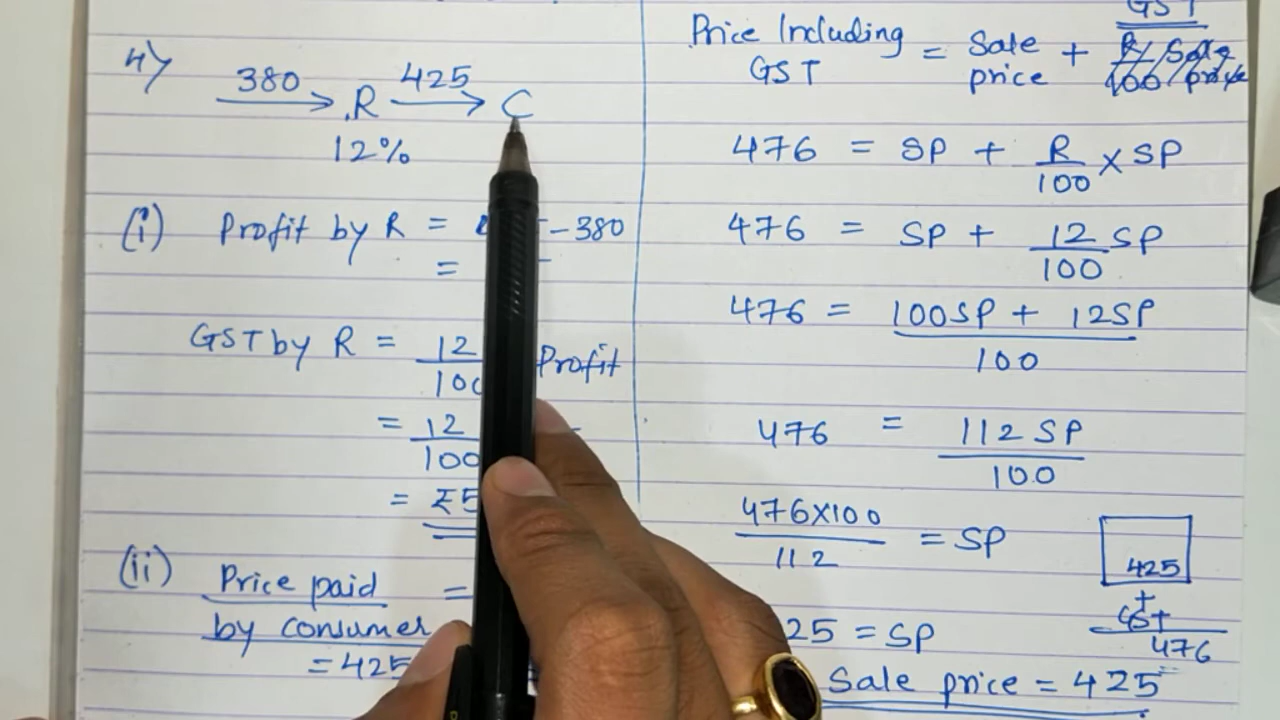 4)
380 R 425 C
12%
(i) Profit by R = - 380
=
GST by R = 12 Profit
100
= 12
100
= ₹5
(ii) Price paid =
by consumer
= 425
GST
Price Including GST = Sale price +
476 = SP + R/100 × SP
476 = SP + 12/100 SP
476 = 100SP + 12SP
100
476 = 112 SP
100
476×100 = SP
112
25 = SP
Sale price = 425
425
+
GST
476